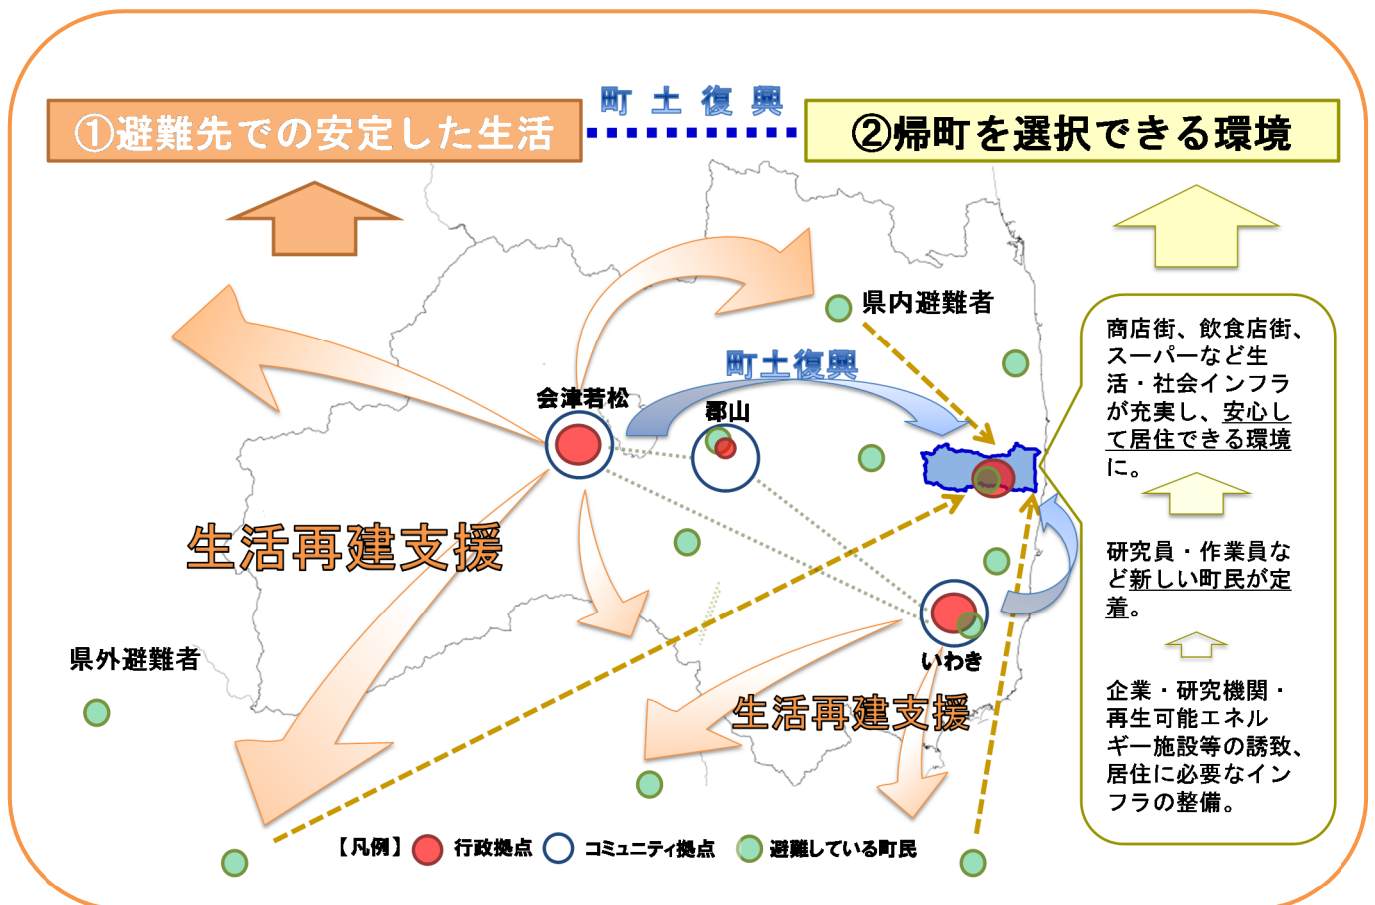 町土復興
①避難先での安定した生活
②帰町を選択できる環境
県内避難者
町土復興
会津若松
郡山
生活再建支援
県外避難者
いわき
生活再建支援
商店街、飲食店街、
スーパーなど生
活・社会インフラ
が充実し、安心し
て居住できる環境
に。
研究員・作業員な
ど新しい町民が定
着。
企業・研究機関・
再生可能エネル
ギー施設等の誘致、
居住に必要なイン
フラの整備。
【凡例】 行政拠点 コミュニティ拠点 避難している町民